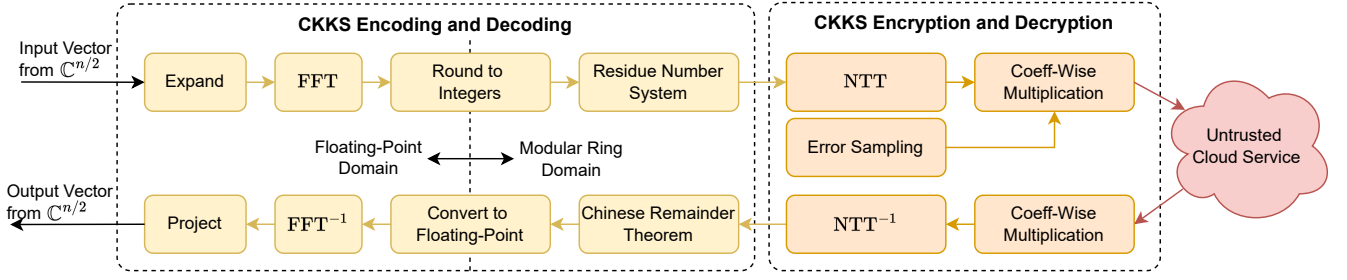 CKKS Encoding and Decoding
CKKS Encryption and Decryption
Input Vector
from ℂ^{n/2}
Expand
FFT
Round to
Integers
Residue Number
System
NTT
Coeff-Wise
Multiplication
Error Sampling
Untrusted
Cloud Service
Floating-Point
Domain
Modular Ring
Domain
Output Vector
from ℂ^{n/2}
Project
FFT^{-1}
Convert to
Floating-Point
Chinese Remainder
Theorem
NTT^{-1}
Coeff-Wise
Multiplication